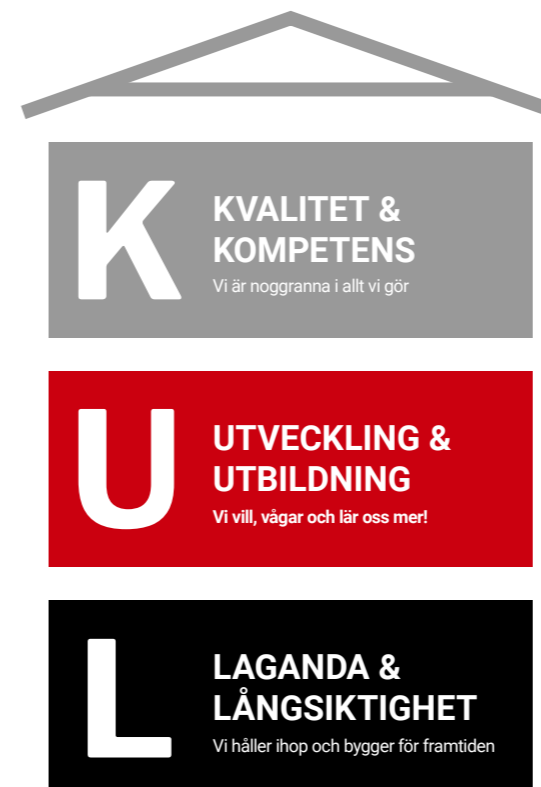 K
KVALITET &
KOMPETENS
Vi är noggranna i allt vi gör
U
UTVECKLING &
UTBILDNING
Vi vill, vågar och lär oss mer!
L
LAGANDA &
LÅNGSIKTIGHET
Vi håller ihop och bygger för framtiden